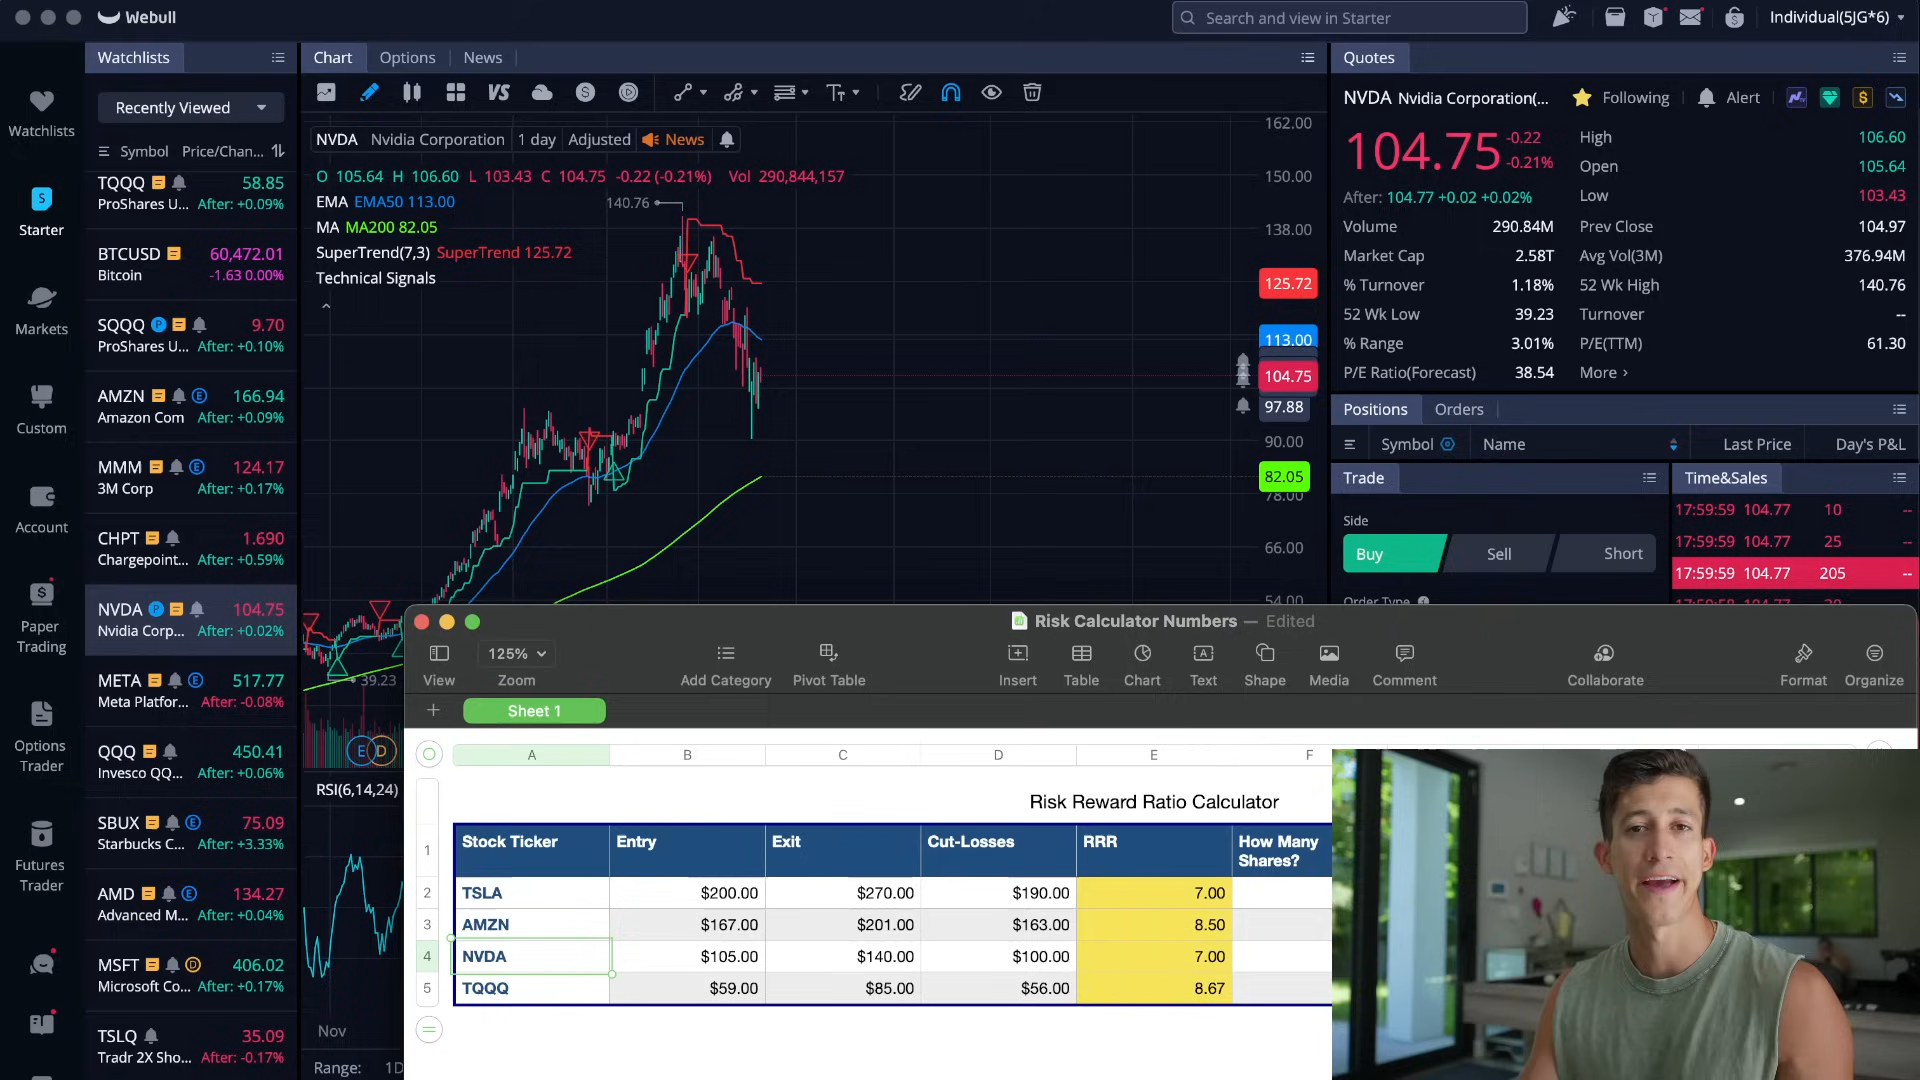 Webull
Search and view in Starter
Individual(5JG*6)
Watchlists
Starter
Markets
Custom
Account
Paper
Trading
Options
Trader
Futures
Trader
Watchlists
Recently Viewed
Symbol Price/Chan...
TQQQ 58.85
ProShares U... After: +0.09%
BTCUSD 60,472.01
Bitcoin -1.63 0.00%
SQQQ P 9.70
ProShares U... After: +0.10%
AMZN E 166.94
Amazon Com After: +0.09%
MMM E 124.17
3M Corp After: +0.17%
CHPT 1.690
Chargepoint... After: +0.59%
NVDA P 104.75
Nvidia Corp... After: +0.02%
META E 517.77
Meta Platfor... After: -0.08%
QQQ 450.41
Invesco QQ... After: +0.06%
SBUX E 75.09
Starbucks C... After: +3.33%
AMD E 134.27
Advanced M... After: +0.04%
MSFT D 406.02
Microsoft Co... After: +0.17%
TSLQ 35.09
Tradr 2X Sho... After: -0.17%
Chart Options News
VS
NVDA Nvidia Corporation 1 day Adjusted News
O 105.64 H 106.60 L 103.43 C 104.75 -0.22 (-0.21%) Vol 290,844,157
EMA EMA50 113.00
MA MA200 82.05
SuperTrend(7,3) SuperTrend 125.72
Technical Signals
140.76
39.23
E D
RSI(6,14,24)
Nov
Range: 1D
162.00
150.00
138.00
125.72
113.00
104.75
97.88
90.00
82.05
78.00
66.00
54.00
Quotes
NVDA Nvidia Corporation(... Following Alert
104.75 -0.22
-0.21%
After: 104.77 +0.02 +0.02%
High 106.60
Open 105.64
Low 103.43
Volume 290.84M Prev Close 104.97
Market Cap 2.58T Avg Vol(3M) 376.94M
% Turnover 1.18% 52 Wk High 140.76
52 Wk Low 39.23 Turnover --
% Range 3.01% P/E(TTM) 61.30
P/E Ratio(Forecast) 38.54 More >
Positions Orders
Symbol Name Last Price Day's P&L
Trade
Side
Buy Sell Short
Order Type
Time&Sales
17:59:59 104.77 10 --
17:59:59 104.77 25 --
17:59:59 104.77 205 --
Risk Calculator Numbers — Edited
125%
View Zoom Add Category Pivot Table Insert Table Chart Text Shape Media Comment Collaborate Format Organize
Sheet 1
A B C D E F
Risk Reward Ratio Calculator
1 Stock Ticker Entry Exit Cut-Losses RRR How Many
Shares?
2 TSLA $200.00 $270.00 $190.00 7.00
3 AMZN $167.00 $201.00 $163.00 8.50
4 NVDA $105.00 $140.00 $100.00 7.00
5 TQQQ $59.00 $85.00 $56.00 8.67